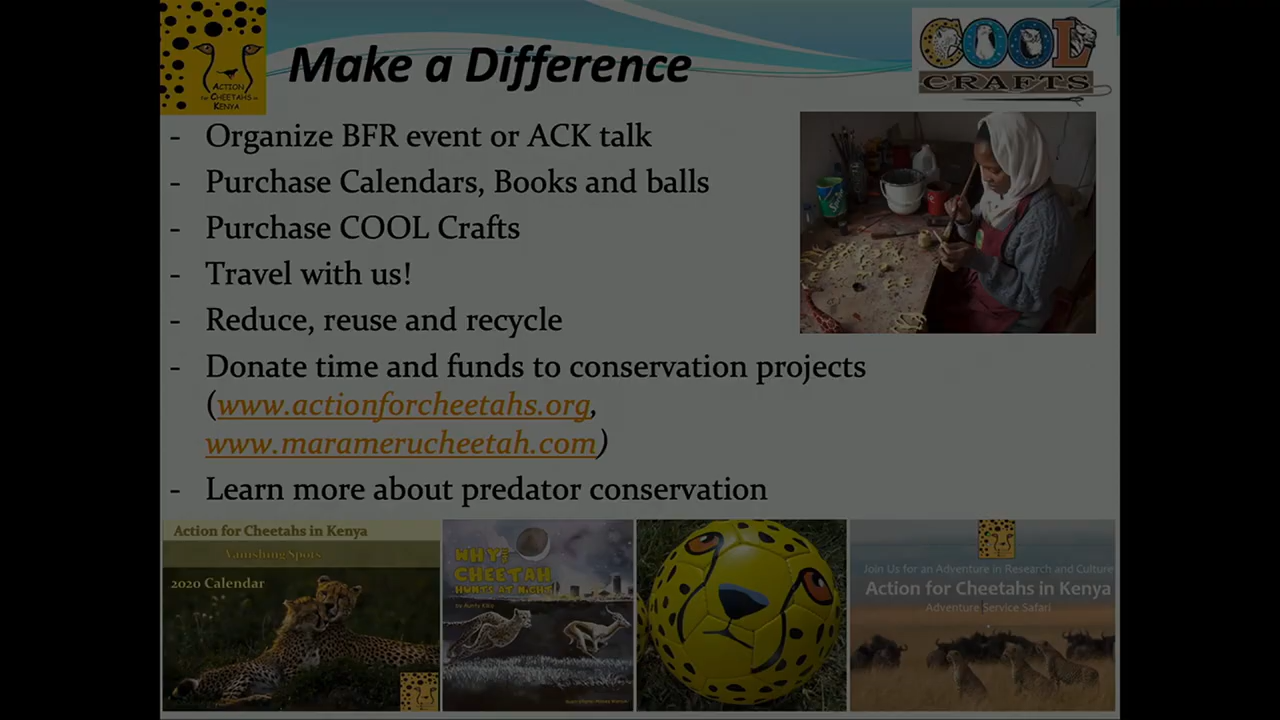 ACTION
for CHEETAHS in
KENYA
Make a Difference
COOL
CRAFTS
- Organize BFR event or ACK talk
- Purchase Calendars, Books and balls
- Purchase COOL Crafts
- Travel with us!
- Reduce, reuse and recycle
- Donate time and funds to conservation projects
(www.actionforcheetahs.org,
www.maramerucheetah.com)
- Learn more about predator conservation
Action for Cheetahs in Kenya
Vanishing Spots
2020 Calendar
WHY THE
CHEETAH
HUNTS AT NIGHT
Join Us for an Adventure in Research and Culture
Action for Cheetahs in Kenya
Adventure Service Safari